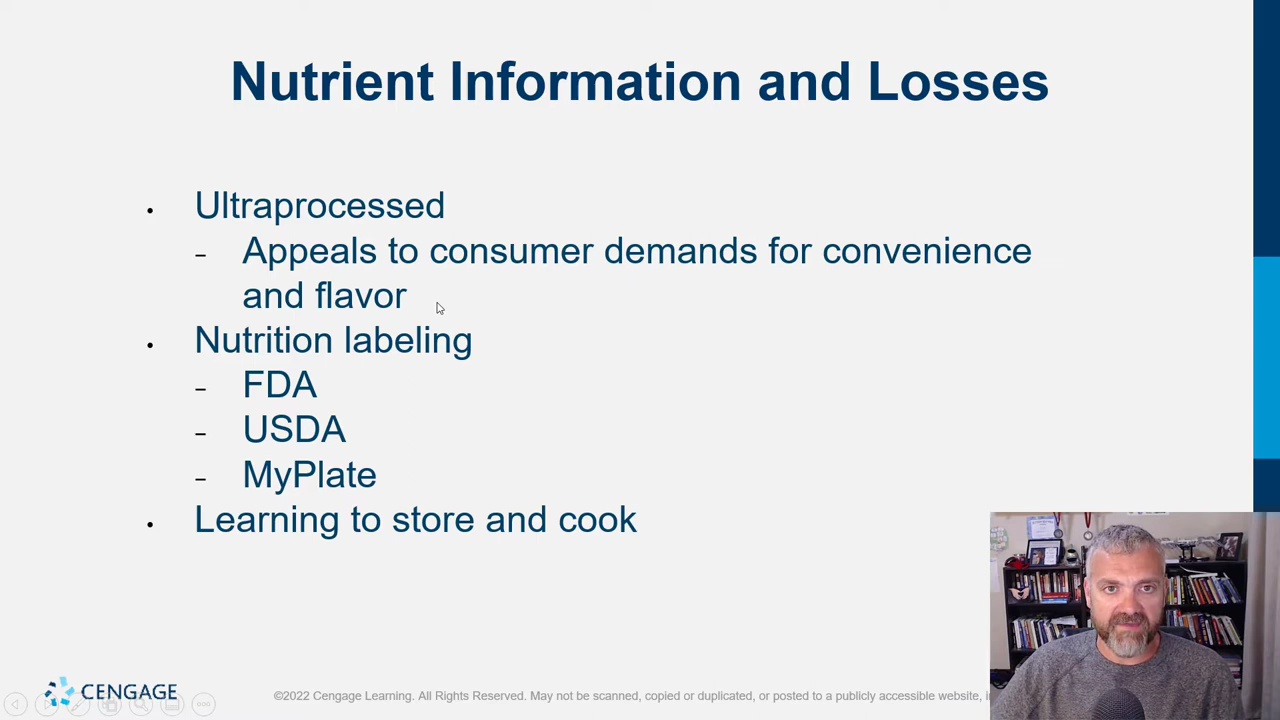 Nutrient Information and Losses
• Ultraprocessed
– Appeals to consumer demands for convenience
and flavor
• Nutrition labeling
– FDA
– USDA
– MyPlate
• Learning to store and cook
CENGAGE
©2022 Cengage Learning. All Rights Reserved. May not be scanned, copied or duplicated, or posted to a publicly accessible website, i